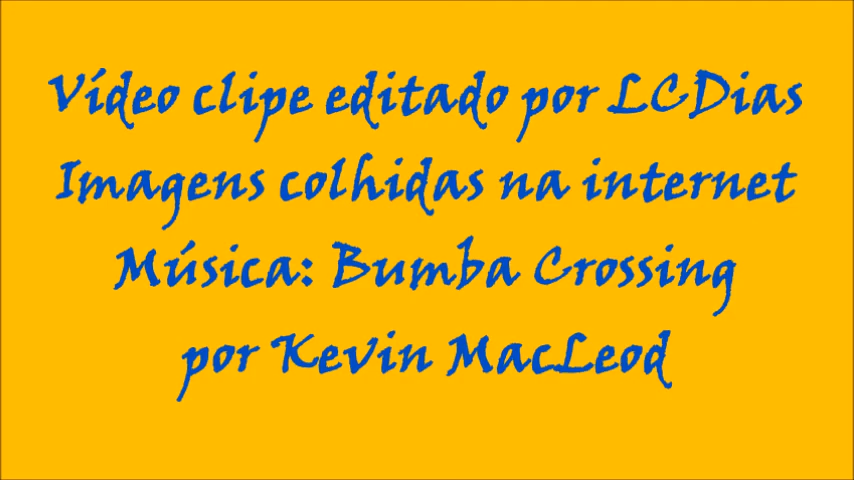 Vídeo clipe editado por LCDias
Imagens colhidas na internet
Música: Bumba Crossing
por Kevin MacLeod